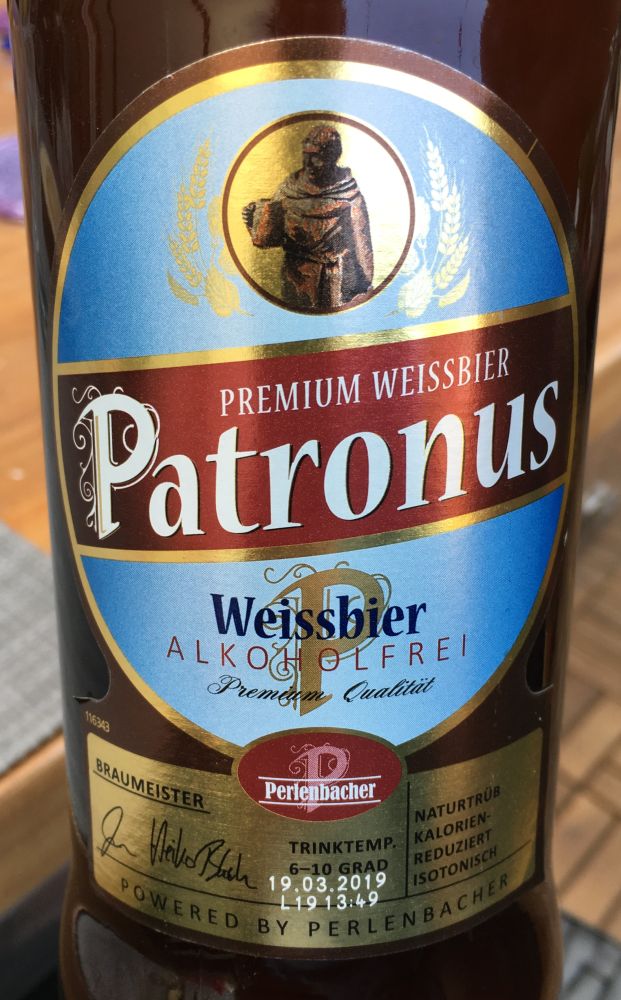 PREMIUM WEISSBIER
Patronus
Weissbier
ALKOHOLFREI
Premium Qualität
116343
P
Perlenbacher
BRAUMEISTER
TRINKTEMP.
6–10 GRAD
19.03.2019
L19 13:49
NATURTRÜB
KALORIEN-
REDUZIERT
ISOTONISCH
POWERED BY PERLENBACHER